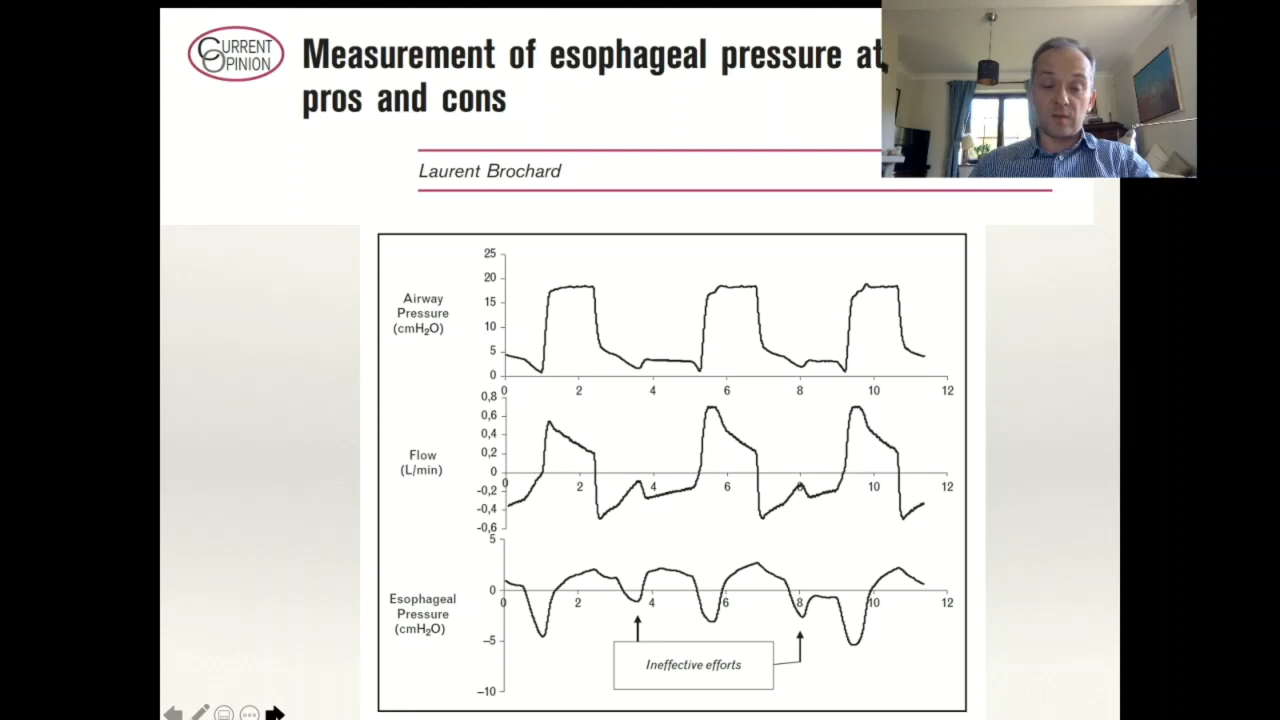 CURRENT
OPINION
Measurement of esophageal pressure at
pros and cons
Laurent Brochard
25
20
15
10
5
0
Airway
Pressure
(cmH₂O)
0 2 4 6 8 10 12
0,8
0,6
0,4
0,2
0
-0,2
-0,4
-0,6
Flow
(L/min)
0 2 4 6 8 10 12
5
0
−5
−10
Esophageal
Pressure
(cmH₂O)
0 2 4 6 8 10 12
Ineffective efforts